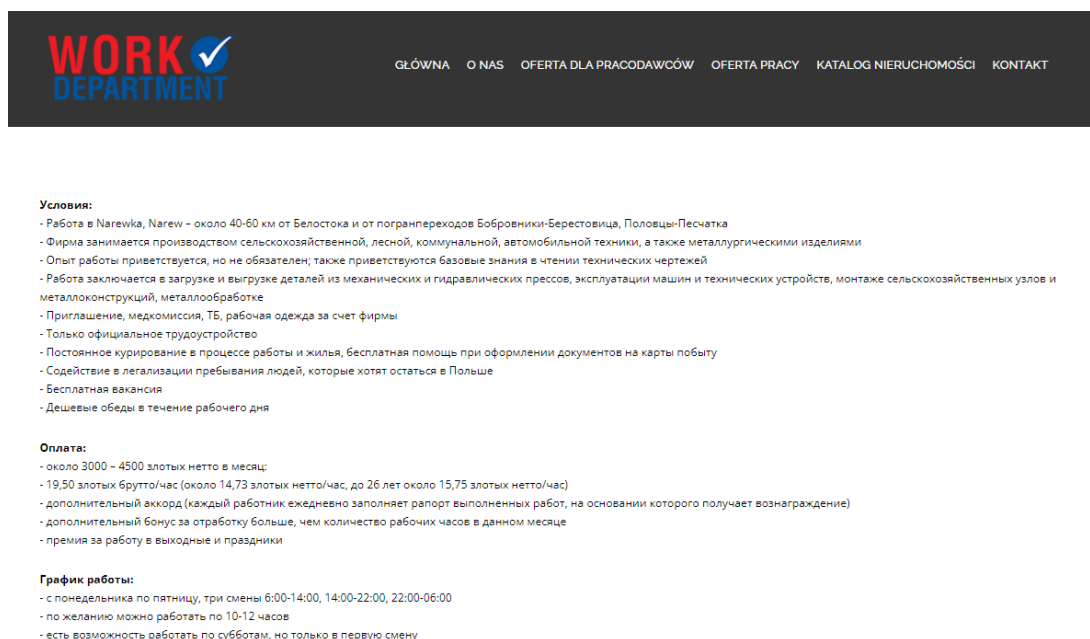 WORK
DEPARTMENT
GŁÓWNA O NAS OFERTA DLA PRACODAWCÓW OFERTA PRACY KATALOG NIERUCHOMOŚCI KONTAKT
Условия:
- Работа в Narewka, Narew – около 40-60 км от Белостока и от погранпереходов Бобровники-Берестовица, Половцы-Песчатка
- Фирма занимается производством сельскохозяйственной, лесной, коммунальной, автомобильной техники, а также металлургическими изделиями
- Опыт работы приветствуется, но не обязателен; также приветствуются базовые знания в чтении технических чертежей
- Работа заключается в загрузке и выгрузке деталей из механических и гидравлических прессов, эксплуатации машин и технических устройств, монтаже сельскохозяйственных узлов и
металлоконструкций, металлообработке
- Приглашение, медкомиссия, ТБ, рабочая одежда за счет фирмы
- Только официальное трудоустройство
- Постоянное курирование в процессе работы и жилья, бесплатная помощь при оформлении документов на карты побыту
- Содействие в легализации пребывания людей, которые хотят остаться в Польше
- Бесплатная вакансия
- Дешевые обеды в течение рабочего дня
Оплата:
- около 3000 – 4500 злотых нетто в месяц:
- 19,50 злотых брутто/час (около 14,73 злотых нетто/час, до 26 лет около 15,75 злотых нетто/час)
- дополнительный аккорд (каждый работник ежедневно заполняет рапорт выполненных работ, на основании которого получает вознаграждение)
- дополнительный бонус за отработку больше, чем количество рабочих часов в данном месяце
- премия за работу в выходные и праздники
График работы:
- с понедельника по пятницу, три смены 6:00-14:00, 14:00-22:00, 22:00-06:00
- по желанию можно работать по 10-12 часов
- есть возможность работать по субботам, но только в первую смену